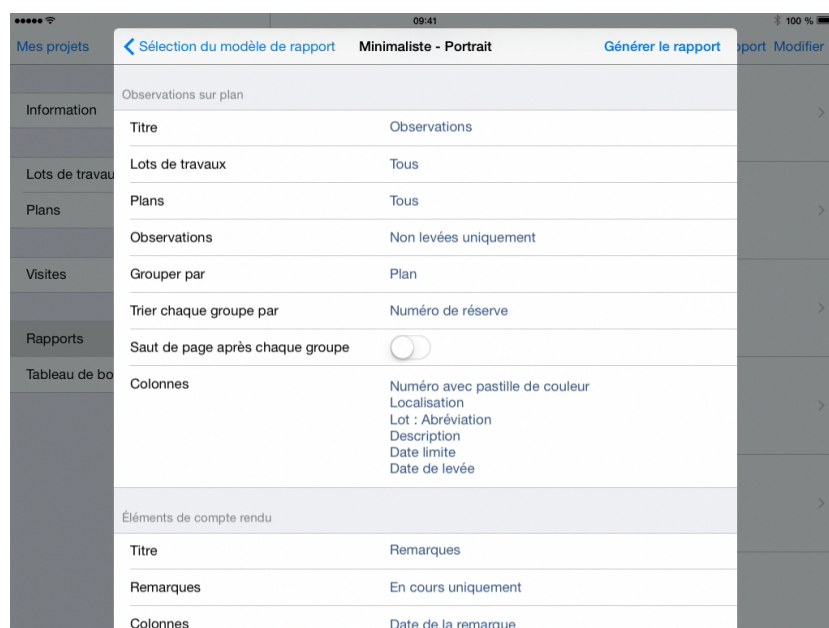 09:41
100 %
Mes projets
Sélection du modèle de rapport Minimaliste - Portrait Générer le rapport
pport Modifier
Observations sur plan
Information
Titre Observations
Lots de travau
Lots de travaux Tous
Plans
Plans Tous
Observations Non levées uniquement
Visites
Grouper par Plan
Trier chaque groupe par Numéro de réserve
Rapports
Saut de page après chaque groupe
Tableau de bo
Colonnes Numéro avec pastille de couleur
Localisation
Lot : Abréviation
Description
Date limite
Date de levée
Éléments de compte rendu
Titre Remarques
Remarques En cours uniquement
Colonnes Date de la remarque